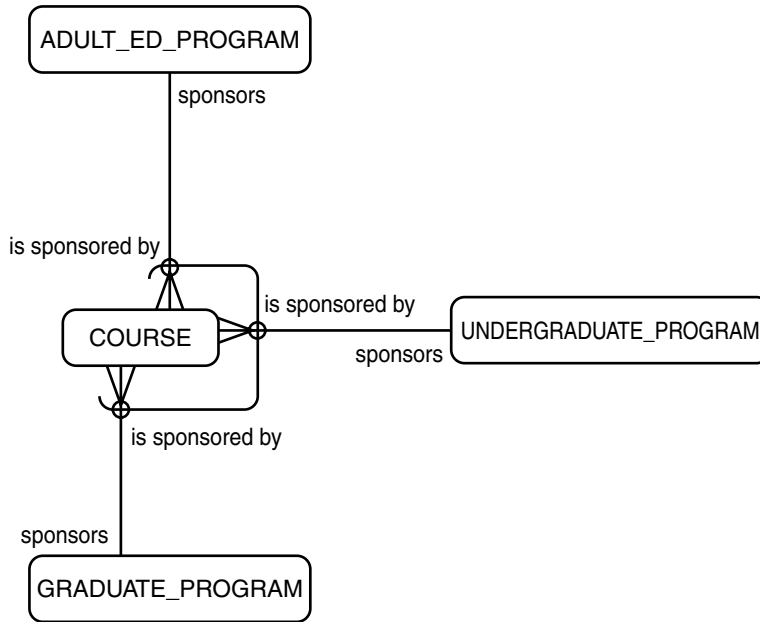 ADULT_ED_PROGRAM
sponsors
is sponsored by
is sponsored by
COURSE
UNDERGRADUATE_PROGRAM
sponsors
is sponsored by
sponsors
GRADUATE_PROGRAM